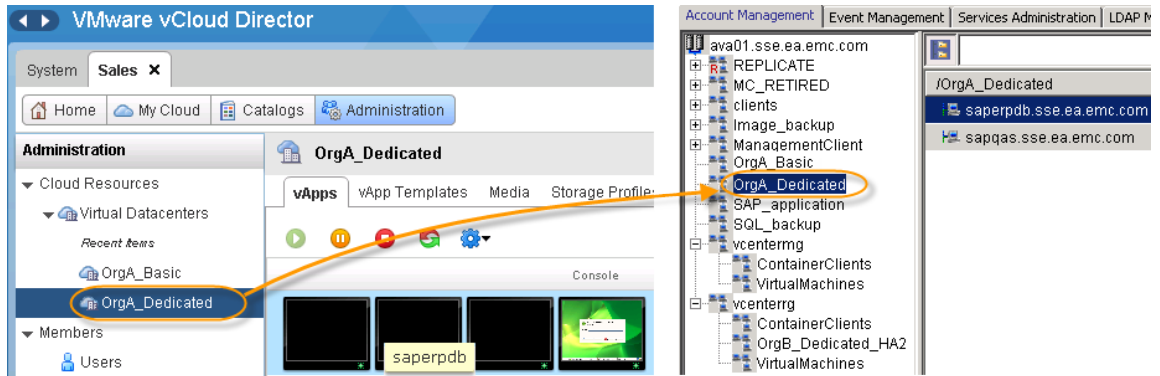 VMware vCloud Director
System
Sales
Home
My Cloud
Catalogs
Administration
Administration
Cloud Resources
Virtual Datacenters
Recent Items
OrgA_Basic
OrgA_Dedicated
Members
Users
OrgA_Dedicated
vApps
vApp Templates
Media
Storage Profile
Console
saperpdb
Account Management
Event Management
Services Administration
LDAP M
ava01.sse.ea.emc.com
REPLICATE
MC_RETIRED
clients
Image_backup
ManagementClient
OrgA_Basic
OrgA_Dedicated
SAP_application
SQL_backup
vcentermg
ContainerClients
VirtualMachines
vcenterrg
ContainerClients
OrgB_Dedicated_HA2
VirtualMachines
/OrgA_Dedicated
saperpdb.sse.ea.emc.com
sapqas.sse.ea.emc.com